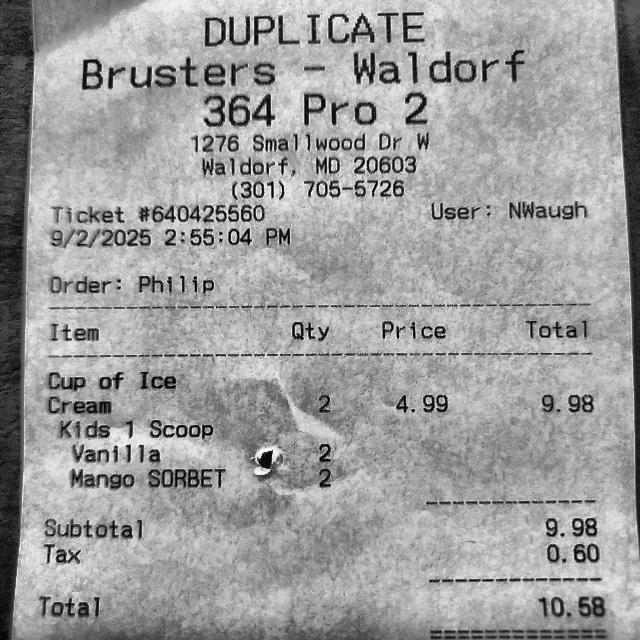 DUPLICATE
Brusters - Waldorf
364 Pro 2
1276 Smallwood Dr W
Waldorf, MD 20603
(301) 705-5726
Ticket #640425560 User: NWaugh
9/2/2025 2:55:04 PM
Order: Philip
Item Qty Price Total
Cup of Ice
Cream 2 4.99 9.98
Kids 1 Scoop
Vanilla 2
Mango SORBET 2
Subtotal 9.98
Tax 0.60
Total 10.58